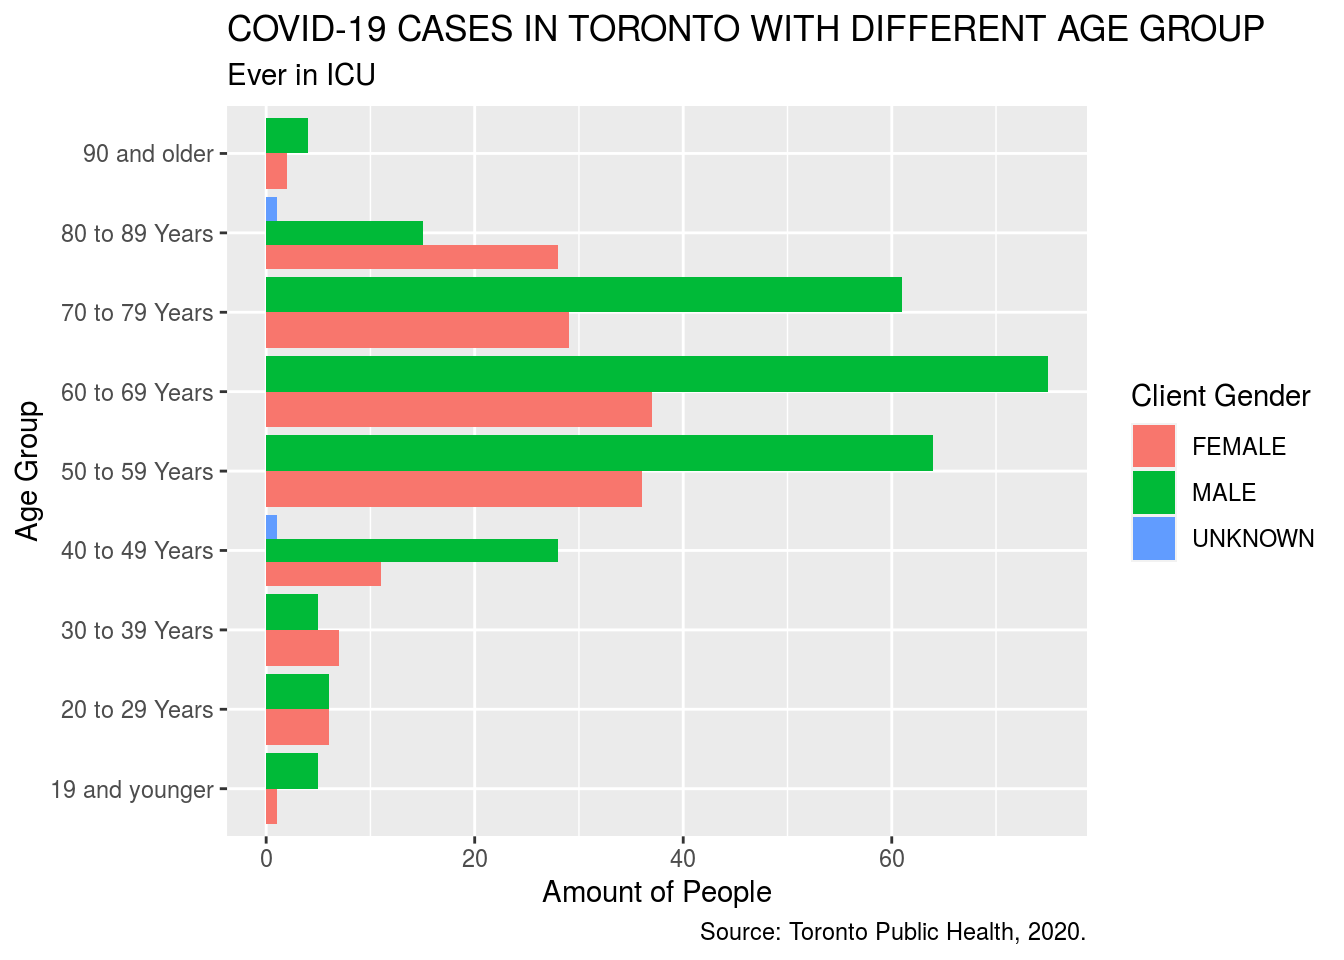 COVID-19 CASES IN TORONTO WITH DIFFERENT AGE GROUP
Ever in ICU
Age Group
90 and older
80 to 89 Years
70 to 79 Years
60 to 69 Years
50 to 59 Years
40 to 49 Years
30 to 39 Years
20 to 29 Years
19 and younger
0 20 40 60
Amount of People
Client Gender
FEMALE
MALE
UNKNOWN
Source: Toronto Public Health, 2020.